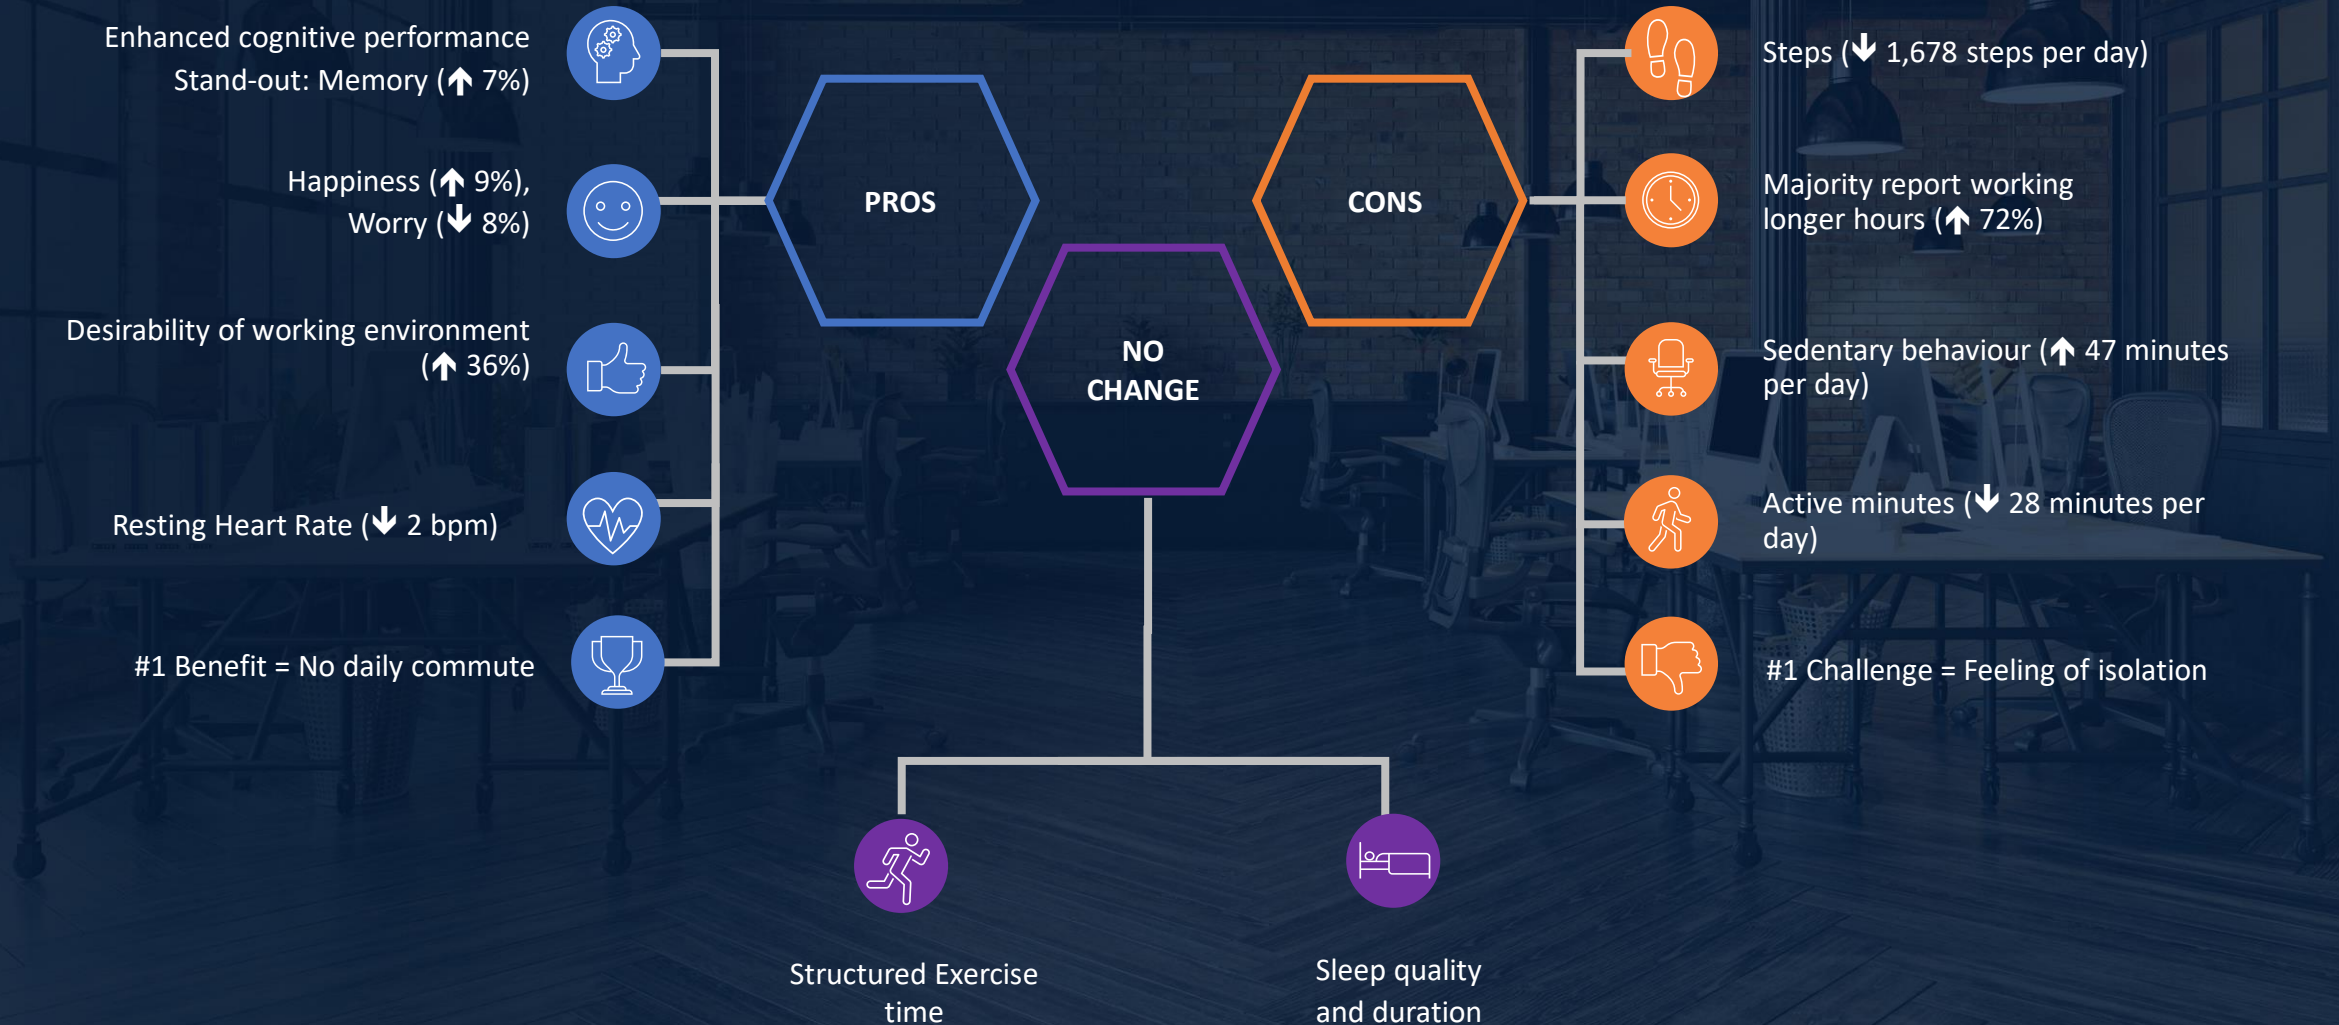 Enhanced cognitive performance
Stand-out: Memory (🡹 7%)
Happiness (🡹 9%),
Worry (🡻 8%)
Desirability of working environment
(🡹 36%)
Resting Heart Rate (🡻 2 bpm)
#1 Benefit = No daily commute
PROS
NO
CHANGE
CONS
Steps (🡻 1,678 steps per day)
Majority report working
longer hours (🡹 72%)
Sedentary behaviour (🡹 47 minutes
per day)
Active minutes (🡻 28 minutes per
day)
#1 Challenge = Feeling of isolation
Structured Exercise
time
Sleep quality
and duration